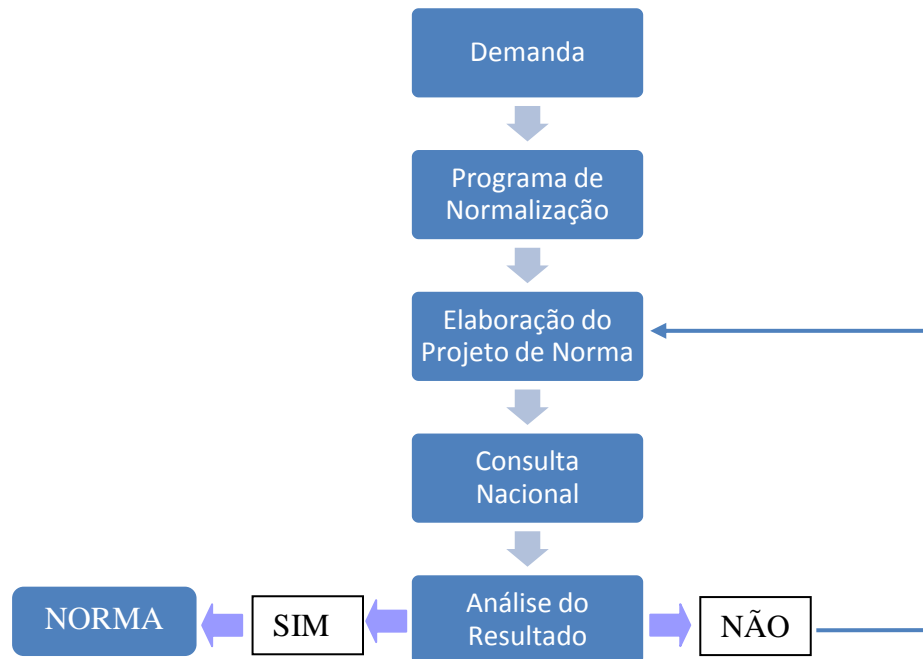 Demanda
Programa de
Normalização
Elaboração do
Projeto de Norma
Consulta
Nacional
Análise do
Resultado
NORMA
SIM
NÃO